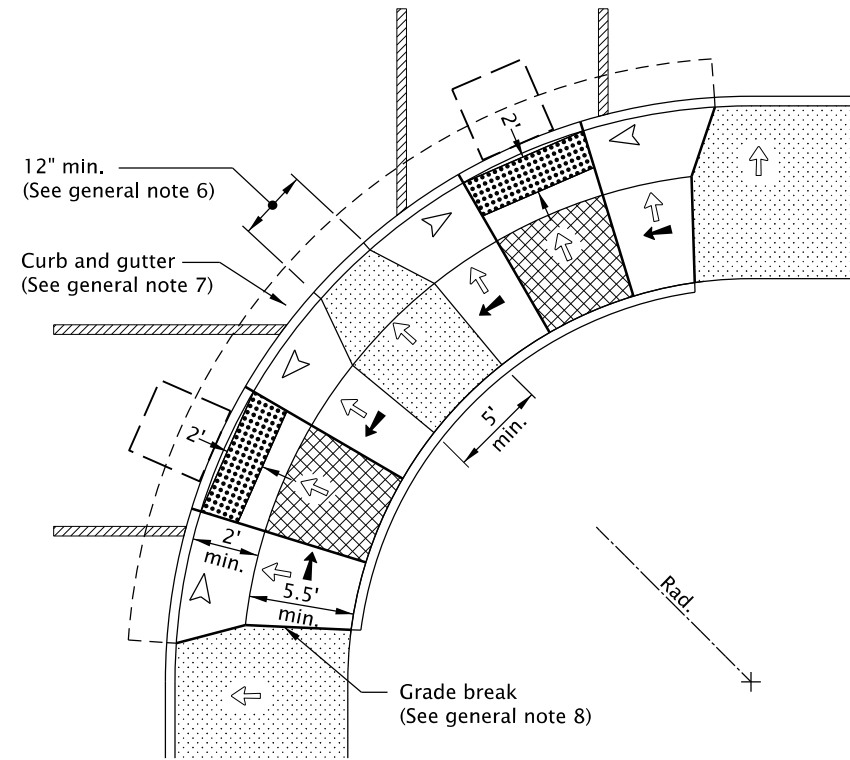 2'
12" min.
(See general note 6)
Curb and gutter
(See general note 7)
5'
min.
2'
2'
min.
5.5'
min.
Rad.
Grade break
(See general note 8)